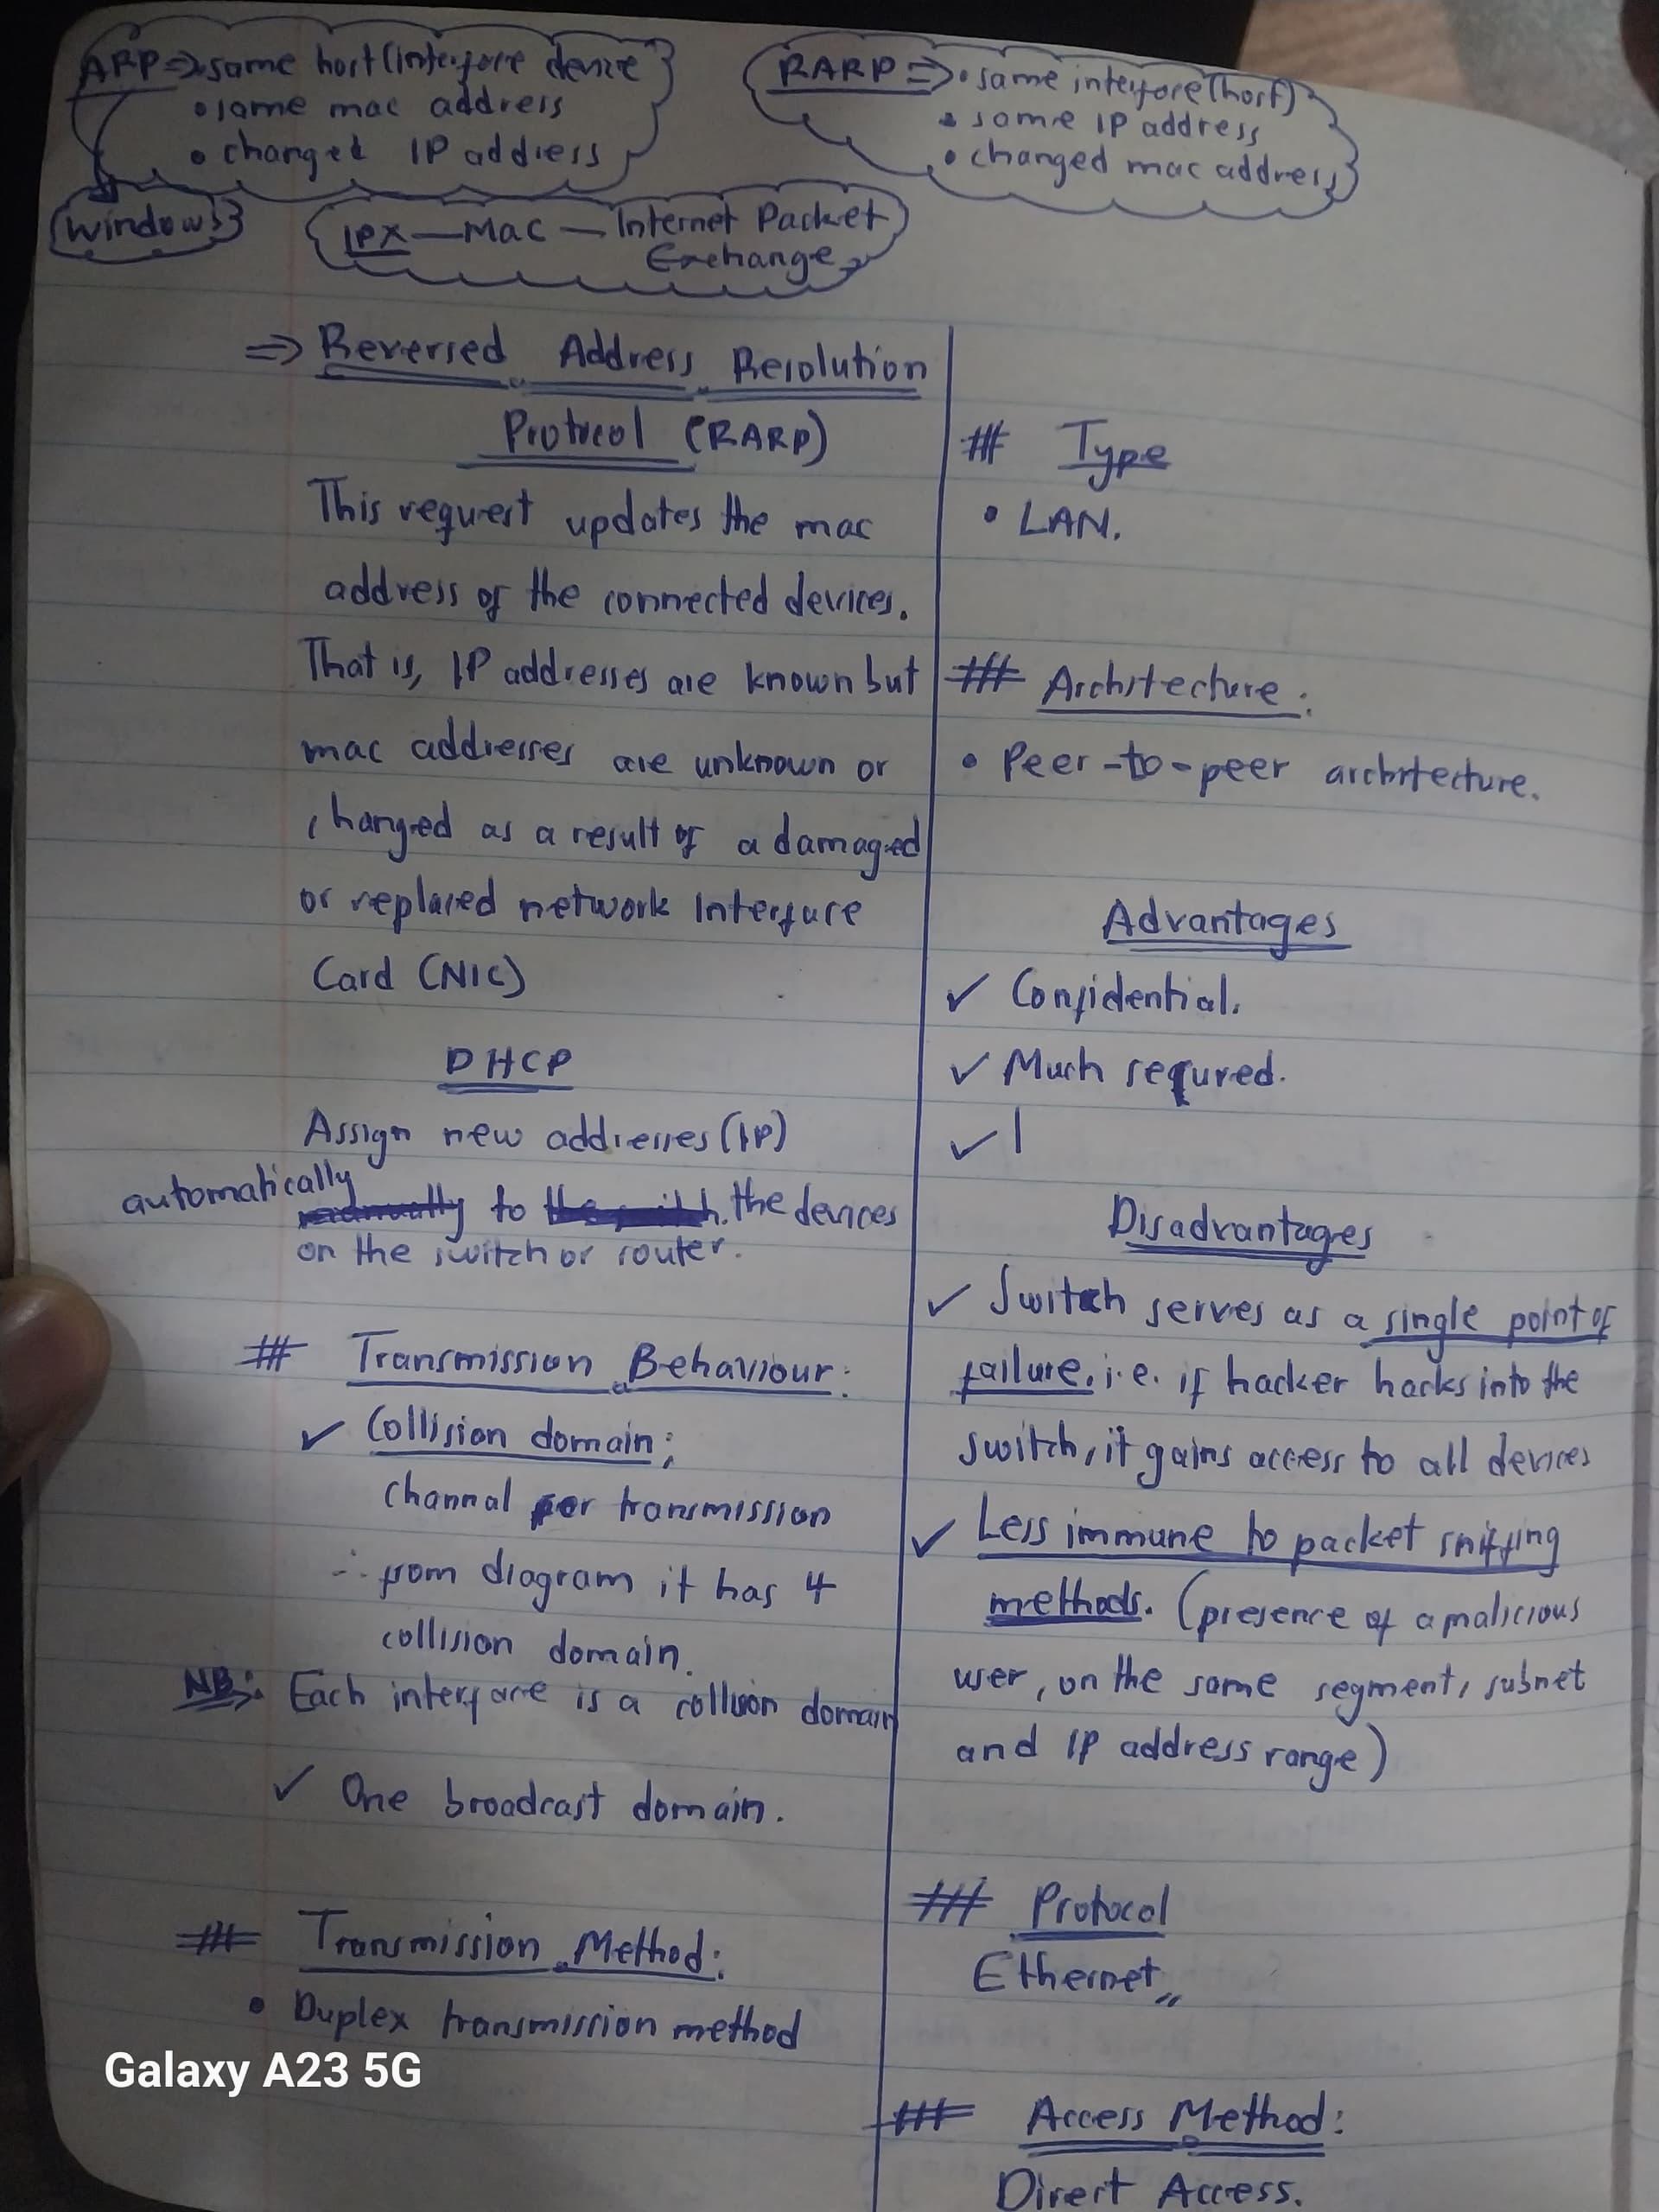 ARP => • same host (interface device
• same mac address
• changed IP address
RARP => • same interface (host)
• same IP address
• changed mac address
Windows
IPX — Mac — Internet Packet
Exchange
=> Reversed Address Resolution
Protocol (RARP)
This request updates the mac
address of the connected devices.
That is, IP addresses are known but
mac addresses are unknown or
changed as a result of a damaged
or replaced network Interface
Card (NIC)
DHCP
Assign new addresses (IP)
automatically to the devices
on the switch or router.
# Transmission Behaviour:
✓ Collision domain;
channal per transmission
∴ from diagram it has 4
collision domain.
NB: Each interface is a collision domain
✓ One broadcast domain.
# Transmission Method:
• Duplex transmission method
# Type
• LAN.
# Architecture:
• Peer-to-peer architecture.
Advantages
✓ Confidential.
✓ Much
✓ I
Disadvantages
✓ Switch serves as a single point of
failure. i.e. if hacker hacks into the
switch, it gains access to all devices
✓ Less immune to packet sniffing
methods. (presence of a malicious
user, on the same segment, subnet
and IP address range)
# Protocol
Ethernet,,
# Access Method:
Direct Access.
Galaxy A23 5G